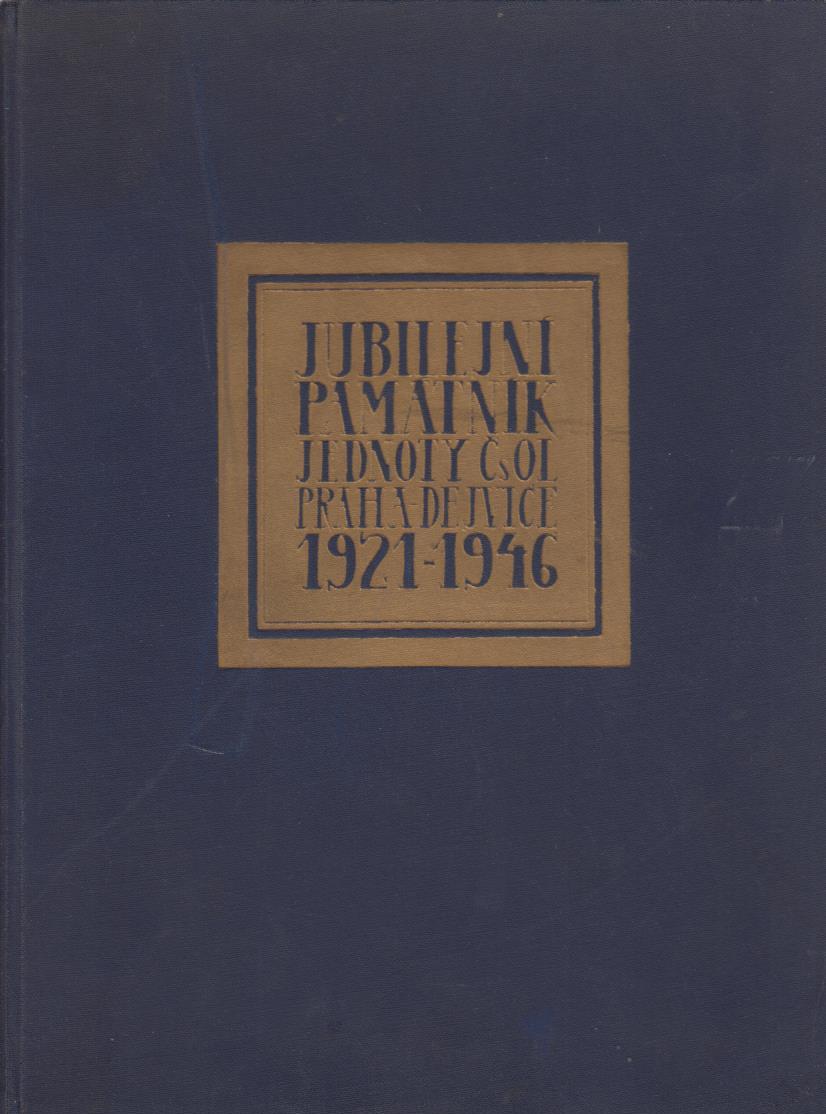 JUBILEJNÍ
PAMÁTNÍK
JEDNOTY ČsOL
PRAHA-DEJVICE
1921-1946